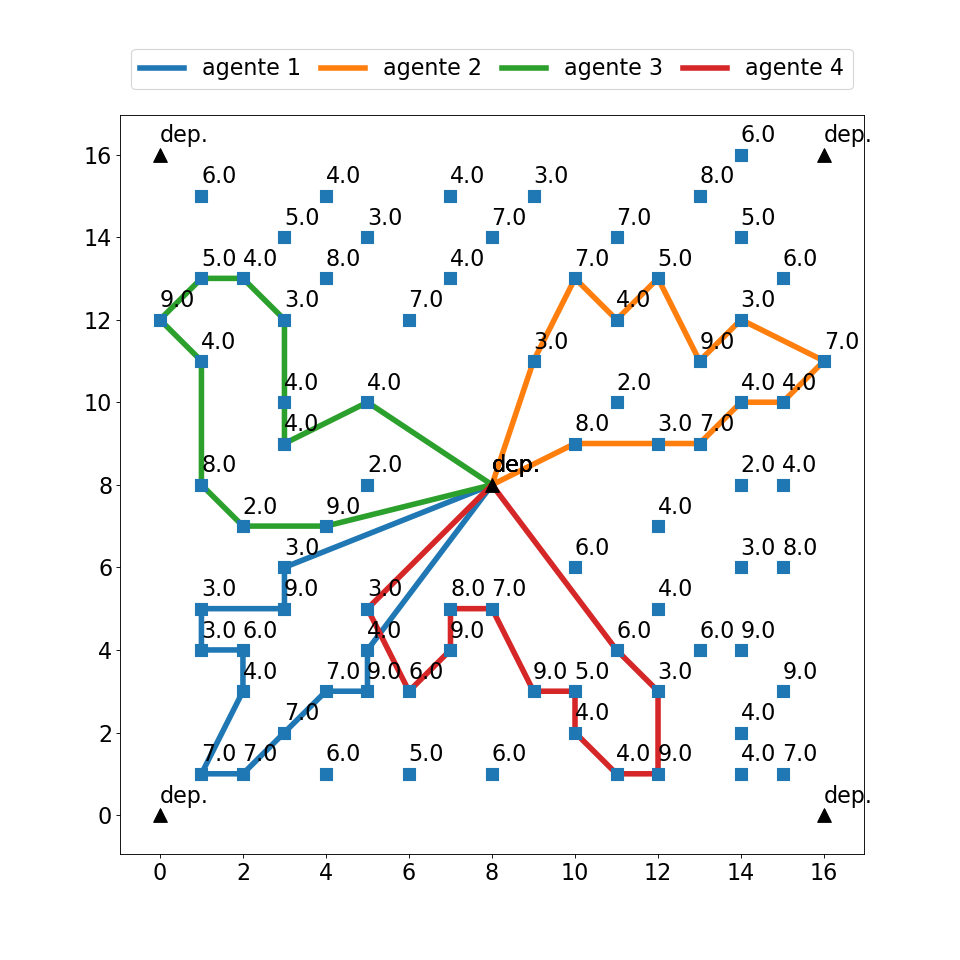 agente 1 agente 2 agente 3 agente 4
dep. 6.0 dep.
16
6.0 4.0 4.0 3.0 8.0
5.0 3.0 7.0 7.0 5.0
14
5.0 4.0 8.0 4.0 7.0 5.0 6.0
9.0 3.0 7.0 4.0 3.0
12
4.0 3.0 9.0 7.0
4.0 4.0 2.0 4.0 4.0
10
4.0 8.0 3.0 7.0
8.0 2.0 dep. 2.0 4.0
8
2.0 9.0 4.0
3.0 6.0 3.0 8.0
6
3.0 9.0 3.0 8.0 7.0 4.0
3.0 6.0 4.0 9.0 6.0 6.0 9.0
4
4.0 7.0 9.0 6.0 9.0 5.0 3.0 9.0
7.0 4.0 4.0
2
7.0 7.0 6.0 5.0 6.0 4.0 9.0 4.0 7.0
dep. dep.
0
0 2 4 6 8 10 12 14 16